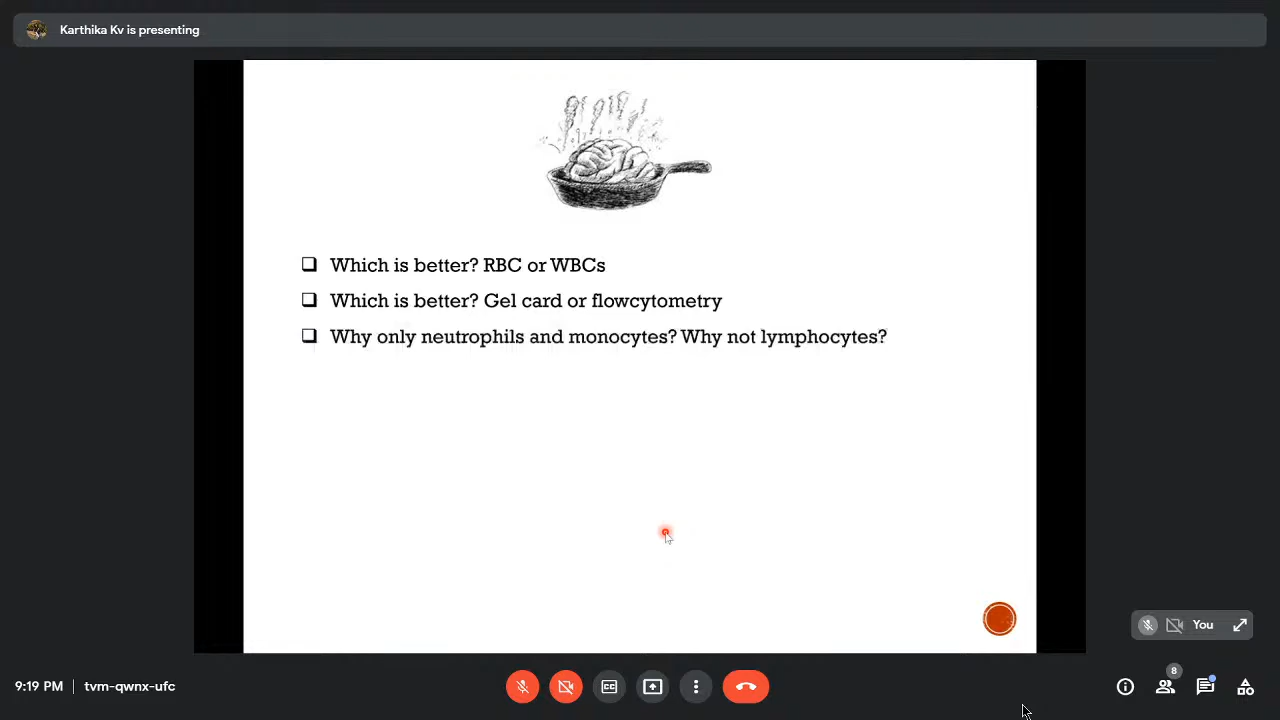 Karthika Kv is presenting
Which is better? RBC or WBCs
Which is better? Gel card or flowcytometry
Why only neutrophils and monocytes? Why not lymphocytes?
You
8
9:19 PM | tvm-qwnx-ufc